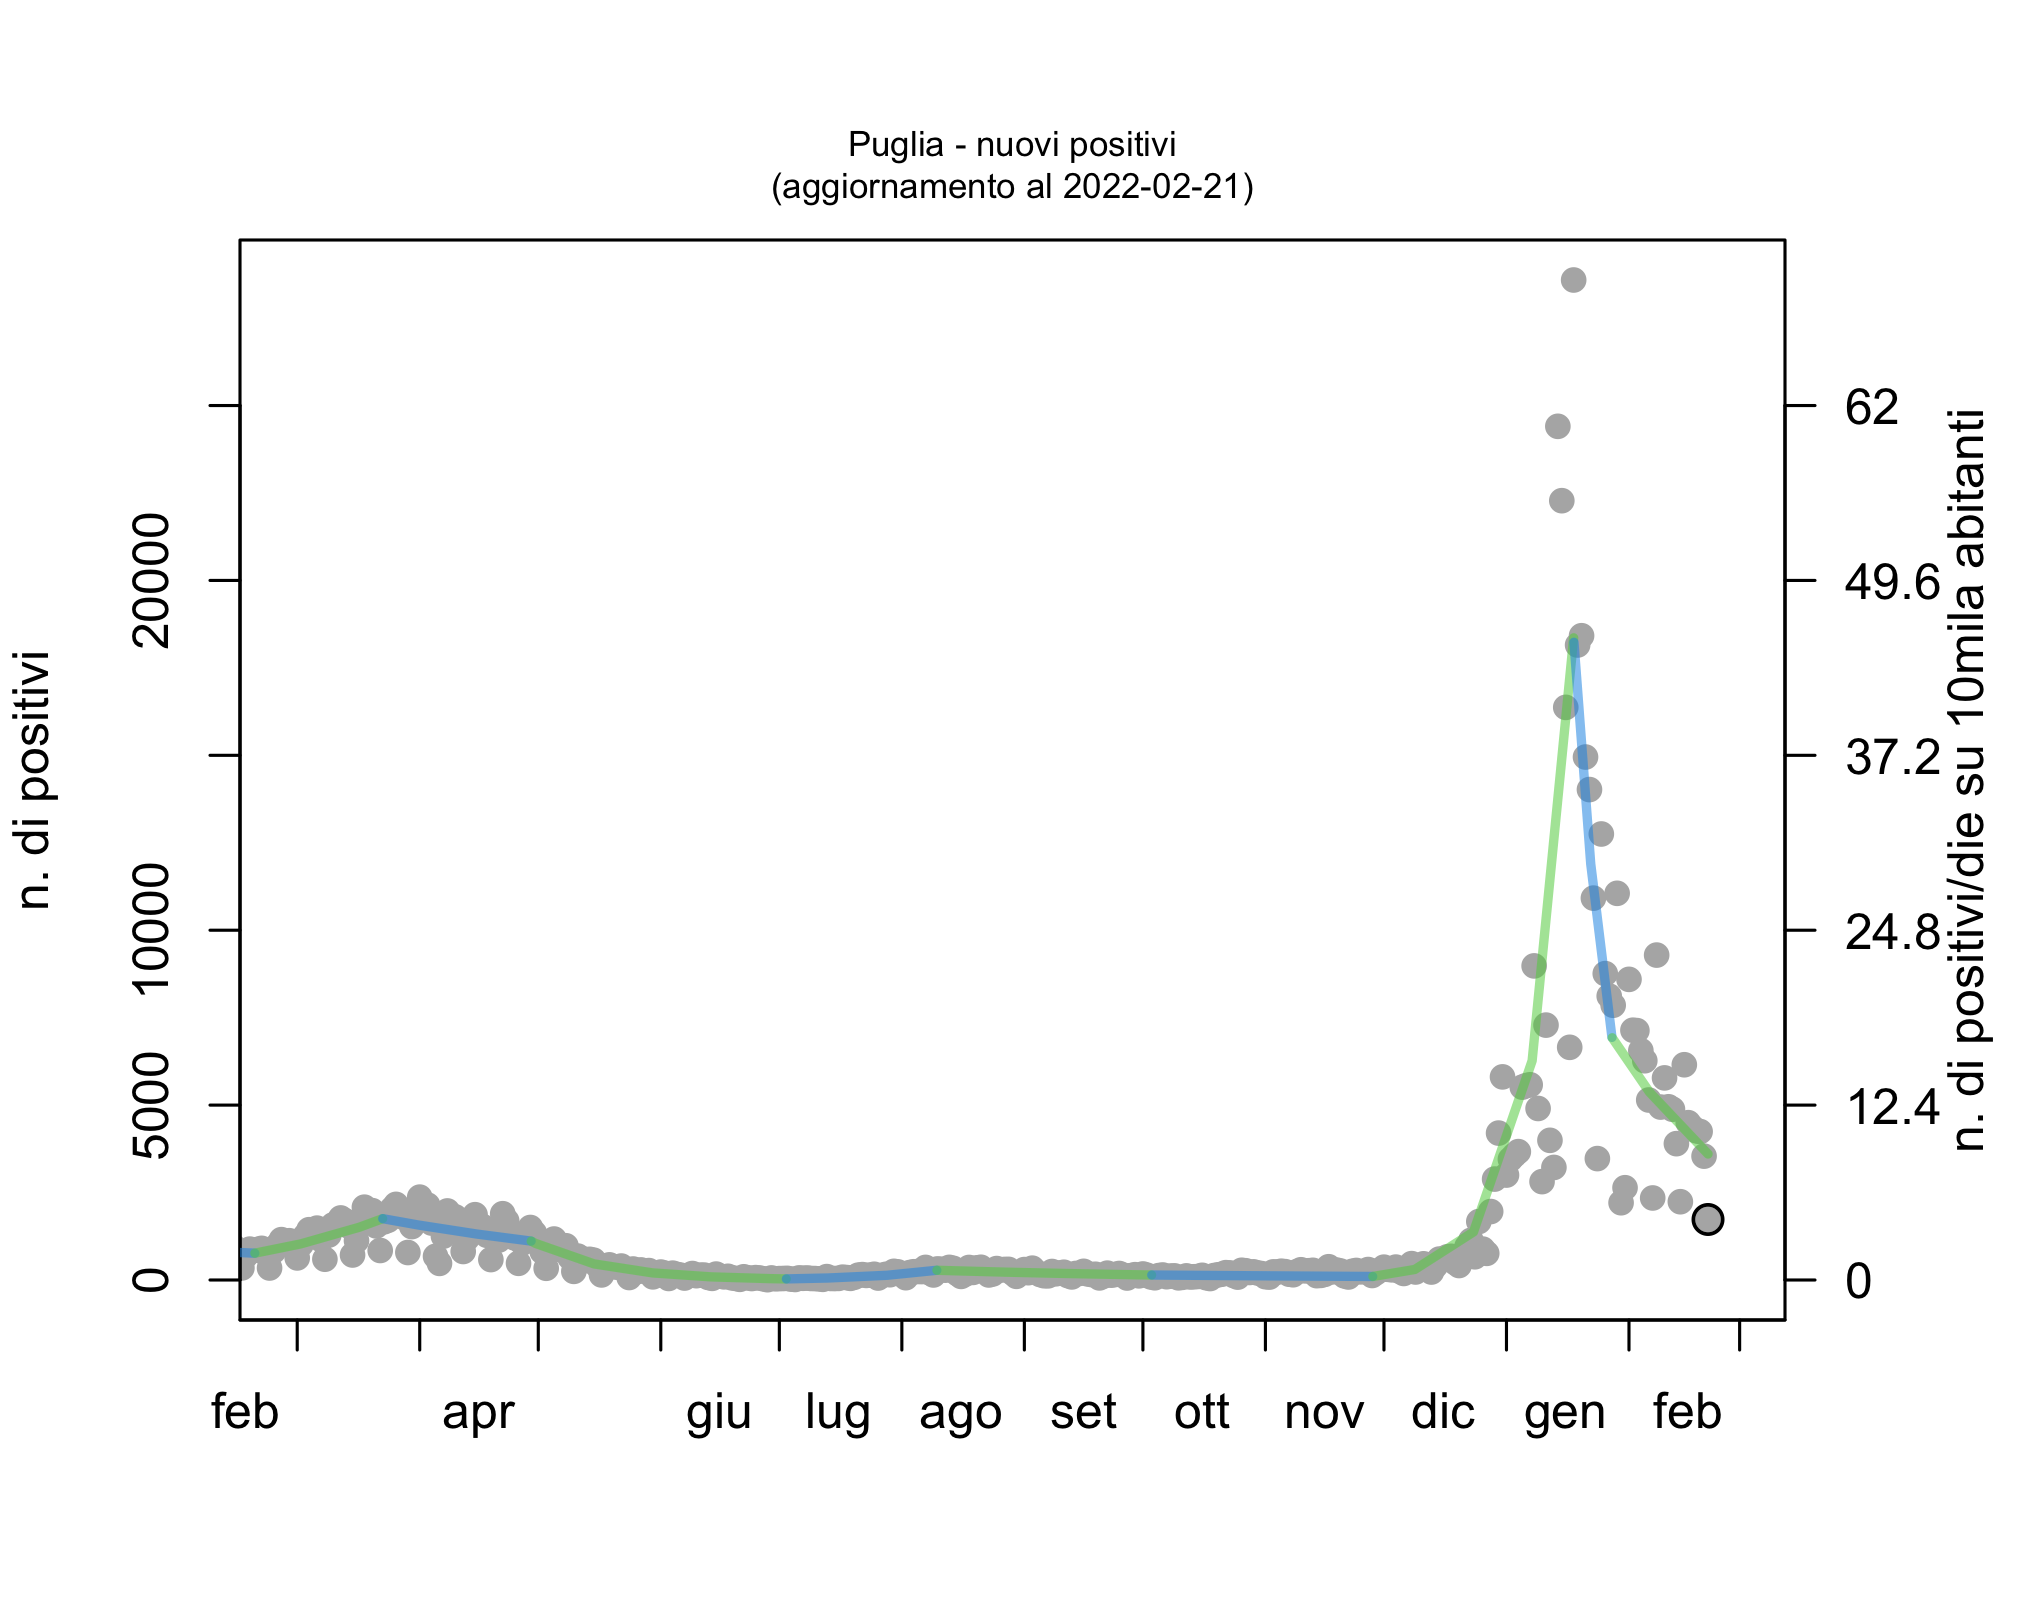 Puglia - nuovi positivi
(aggiornamento al 2022-02-21)
n. di positivi
20000
10000
5000
0
62
49.6
37.2
24.8
12.4
0
n. di positivi/die su 10mila abitanti
feb apr giu lug ago set ott nov dic gen feb